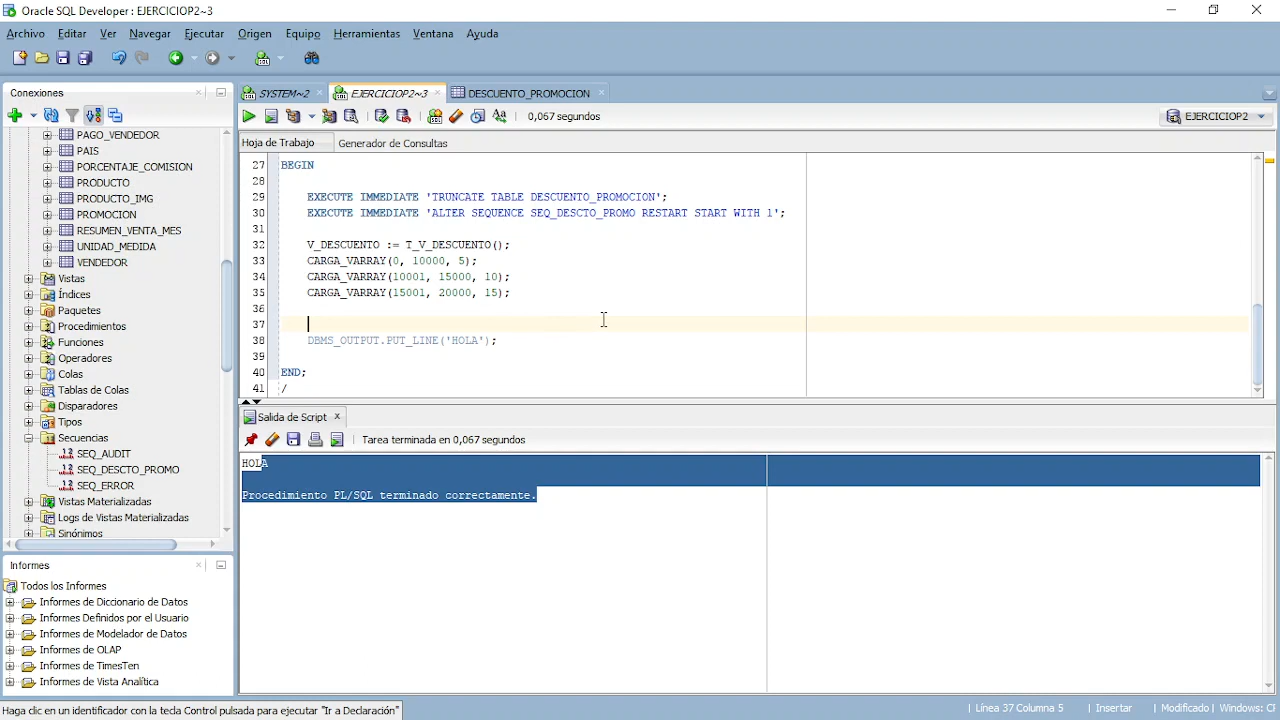 Oracle SQL Developer : EJERCICIOP2~3
Archivo Editar Ver Navegar Ejecutar Origen Equipo Herramientas Ventana Ayuda
Conexiones
PAGO_VENDEDOR
PAIS
PORCENTAJE_COMISION
PRODUCTO
PRODUCTO_IMG
PROMOCION
RESUMEN_VENTA_MES
UNIDAD_MEDIDA
VENDEDOR
Vistas
Índices
Paquetes
Procedimientos
Funciones
Operadores
Colas
Tablas de Colas
Disparadores
Tipos
Secuencias
SEQ_AUDIT
SEQ_DESCTO_PROMO
SEQ_ERROR
Vistas Materializadas
Logs de Vistas Materializadas
Sinónimos
Informes
Todos los Informes
Informes de Diccionario de Datos
Informes Definidos por el Usuario
Informes de Modelador de Datos
Informes de OLAP
Informes de TimesTen
Informes de Vista Analítica
SYSTEM~2 EJERCICIOP2~3 DESCUENTO_PROMOCION
0,067 segundos EJERCICIOP2
Hoja de Trabajo Generador de Consultas
27 BEGIN
28
29 EXECUTE IMMEDIATE 'TRUNCATE TABLE DESCUENTO_PROMOCION';
30 EXECUTE IMMEDIATE 'ALTER SEQUENCE SEQ_DESCTO_PROMO RESTART START WITH 1';
31
32 V_DESCUENTO := T_V_DESCUENTO();
33 CARGA_VARRAY(0, 10000, 5);
34 CARGA_VARRAY(10001, 15000, 10);
35 CARGA_VARRAY(15001, 20000, 15);
36
37
38 DBMS_OUTPUT.PUT_LINE('HOLA');
39
40 END;
41 /
Salida de Script
Tarea terminada en 0,067 segundos
HOLA
Procedimiento PL/SQL terminado correctamente.
Haga clic en un identificador con la tecla Control pulsada para ejecutar "Ir a Declaración" Línea 37 Columna 5 Insertar Modificado Windows: CF